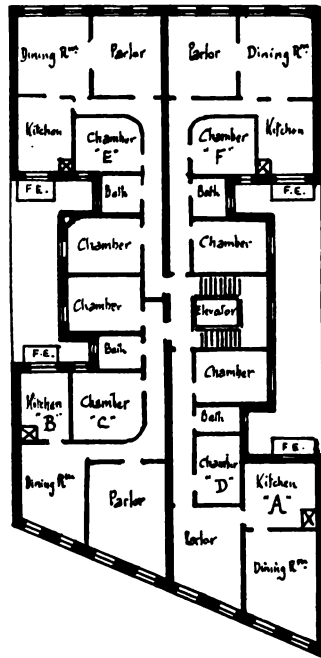 Dining Rm
Parlor
Parlor
Dining Rm
Kitchen
Chamber
"E"
Chamber
"F"
Kitchen
F.E.
Bath
Bath
F.E.
Chamber
Chamber
Chamber
Elevator
F.E.
Bath
Chamber
Kitchen
"B"
Chamber
"C"
Bath
F.E.
Chamber
"D"
Kitchen
"A"
Dining Rm
Parlor
Parlor
Dining Rm